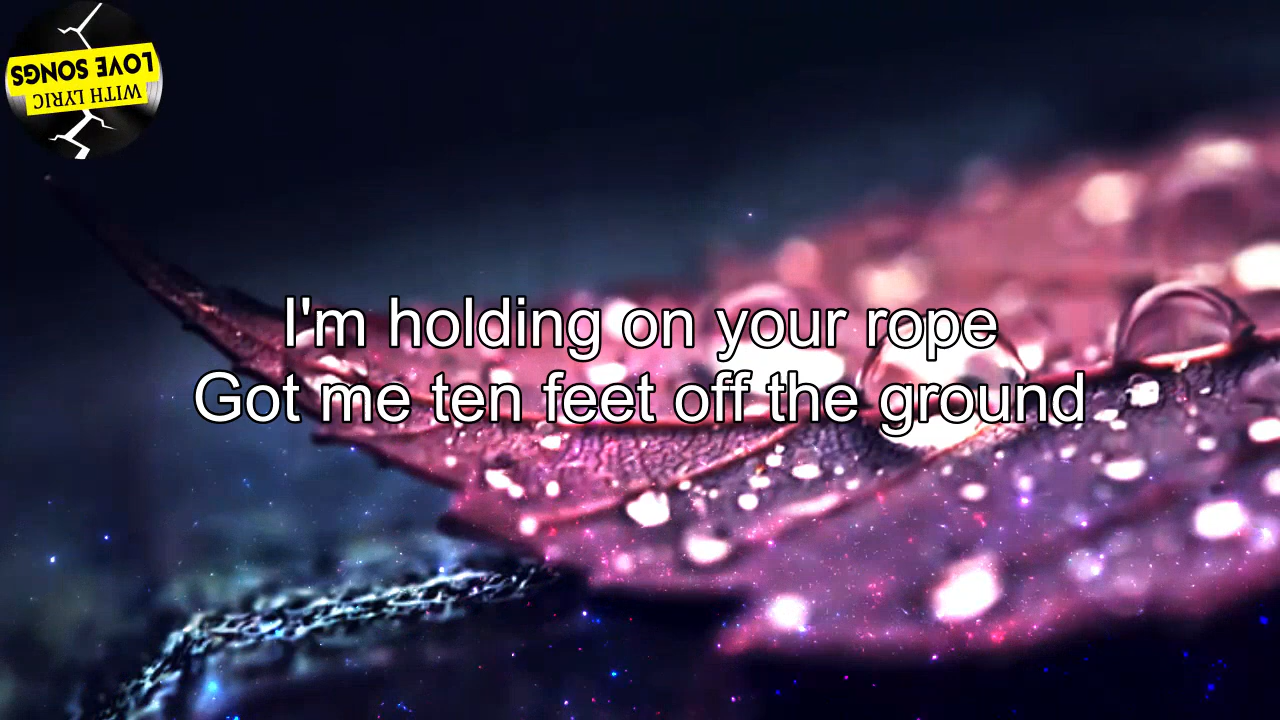 LOVE SONGS
WITH LYRIC
I'm holding on your rope
Got me ten feet off the ground